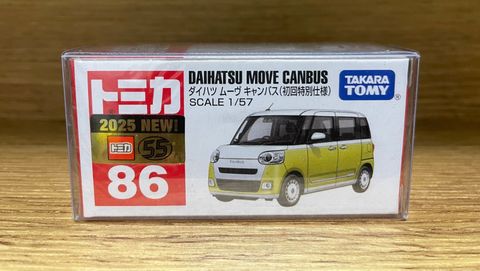 DAIHATSU MOVE CANBUS
ダイハツ ムーヴ キャンバス(初回特別仕様)
SCALE 1/57
TAKARA
TOMY
®
トミカ
2025 NEW!
トミカ 55
86